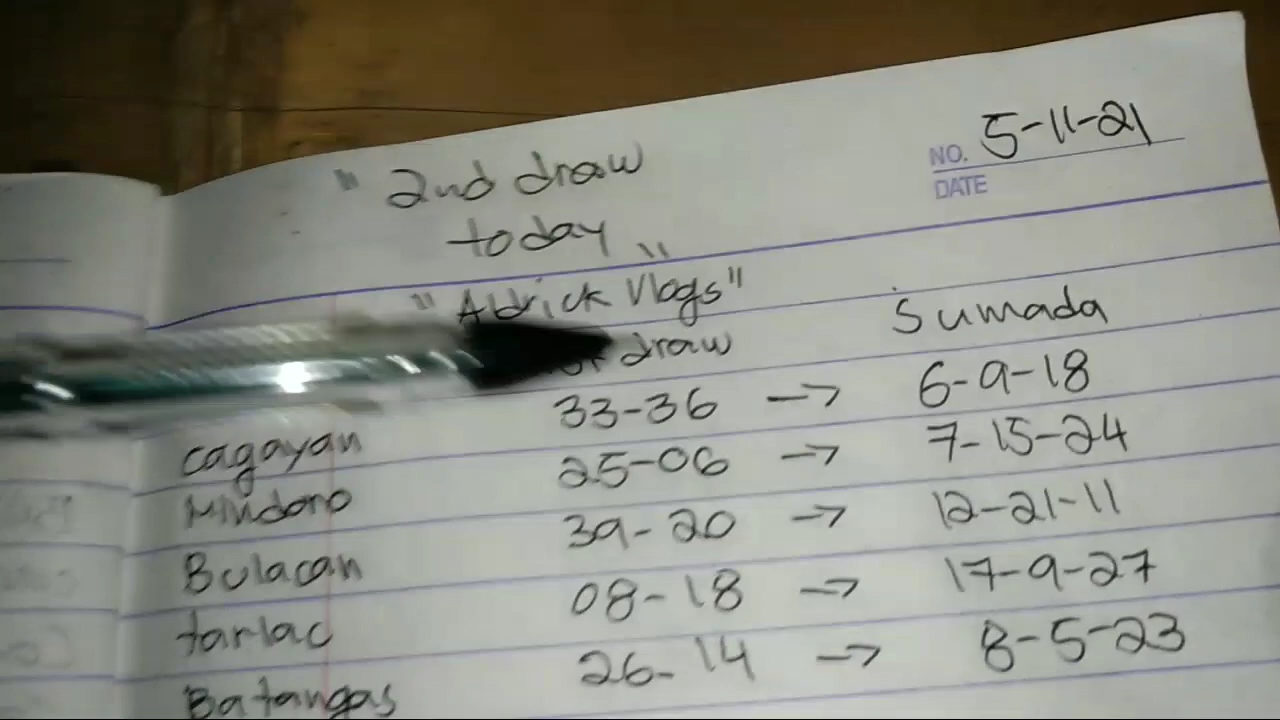 NO. 5-11-21
DATE
" 2nd draw
today "
"Aldrick Vlogs"
draw Sumada
cagayan 33-36 → 6-9-18
Mindoro 25-06 → 7-15-24
Bulacan 39-20 → 12-21-11
tarlac 08-18 → 17-9-27
Batangas 26-14 → 8-5-23